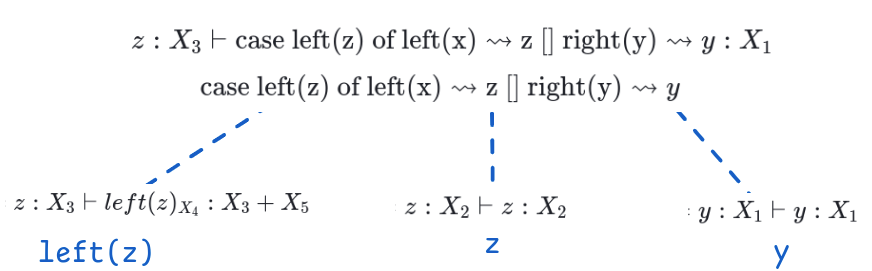 z : X₃ ⊢ case left(z) of left(x) ⇝ z [] right(y) ⇝ y : X₁
case left(z) of left(x) ⇝ z [] right(y) ⇝ y
z : X₃ ⊢ left(z)_X₄ : X₃ + X₅
z : X₂ ⊢ z : X₂
y : X₁ ⊢ y : X₁
left(z)
z
y